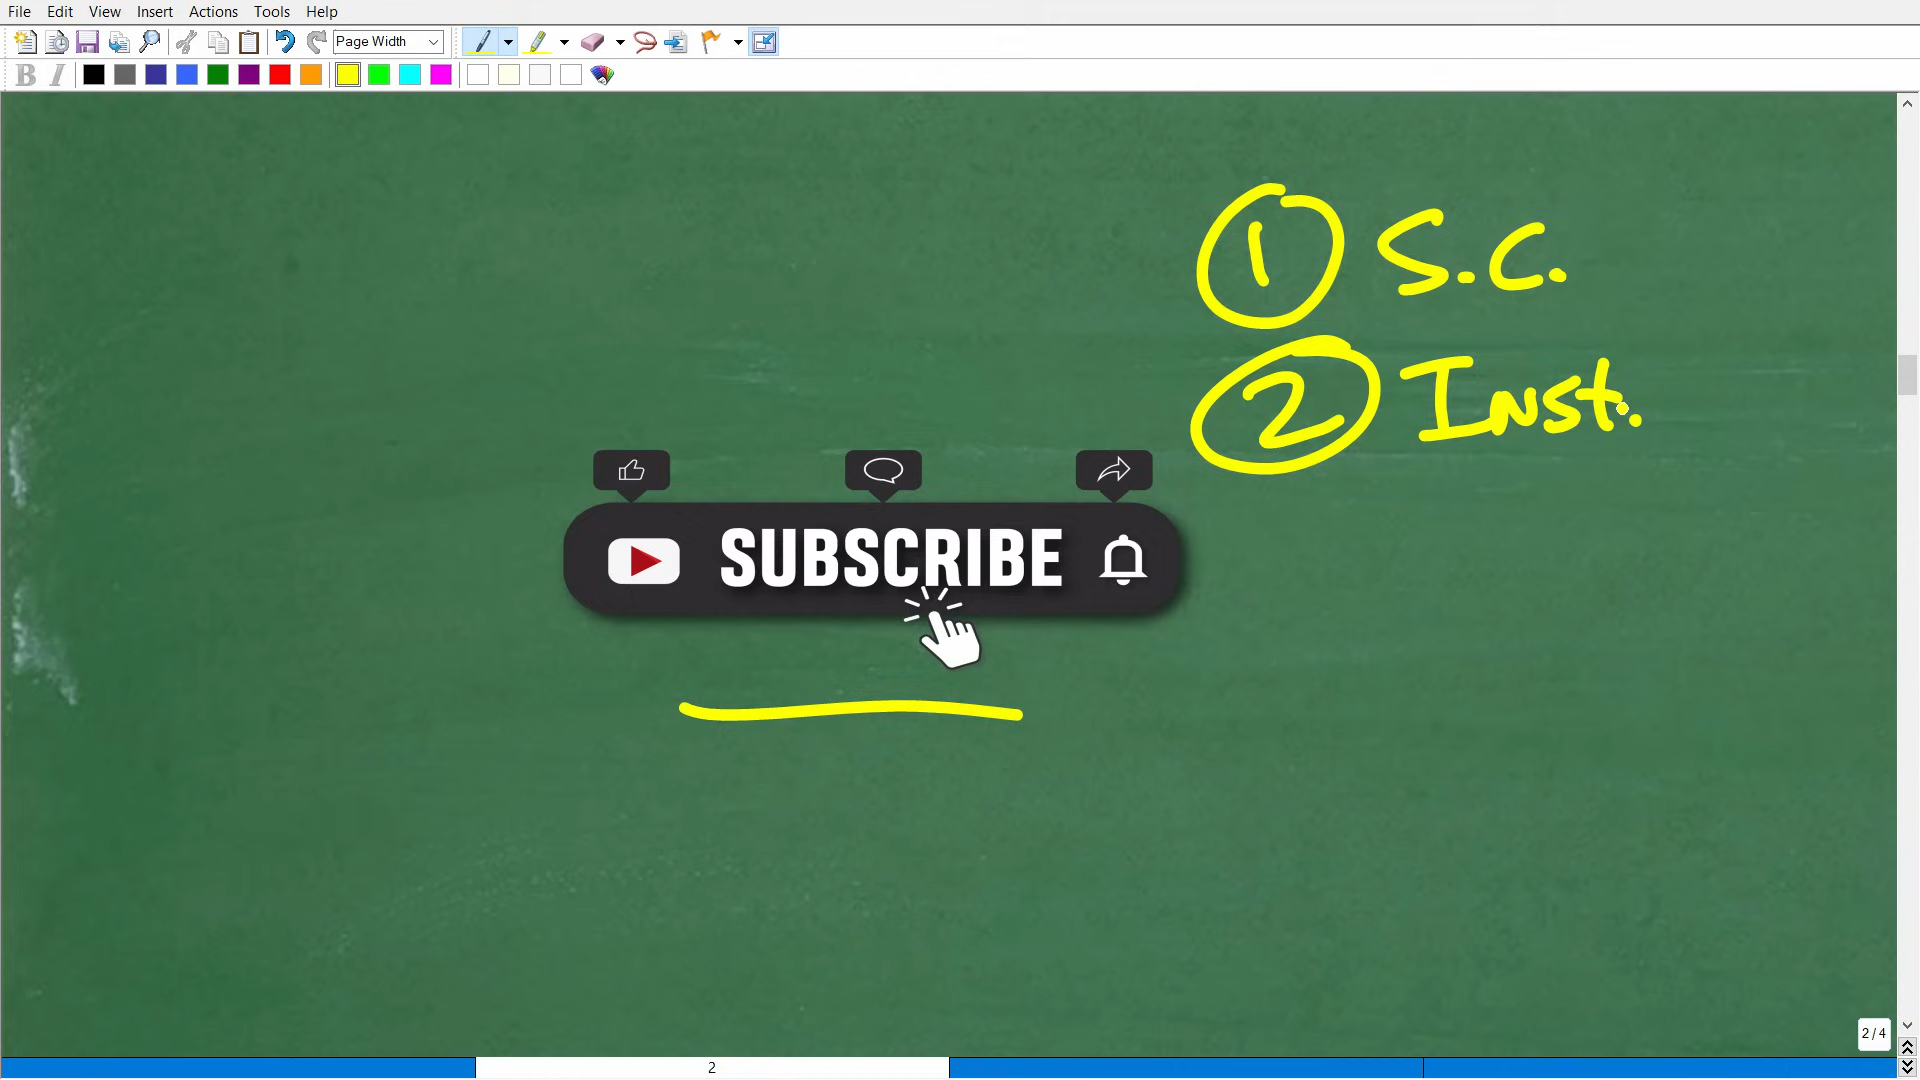 File Edit View Insert Actions Tools Help
Page Width
B I
1 S.C.
2 Inst.
SUBSCRIBE
2 / 4
2